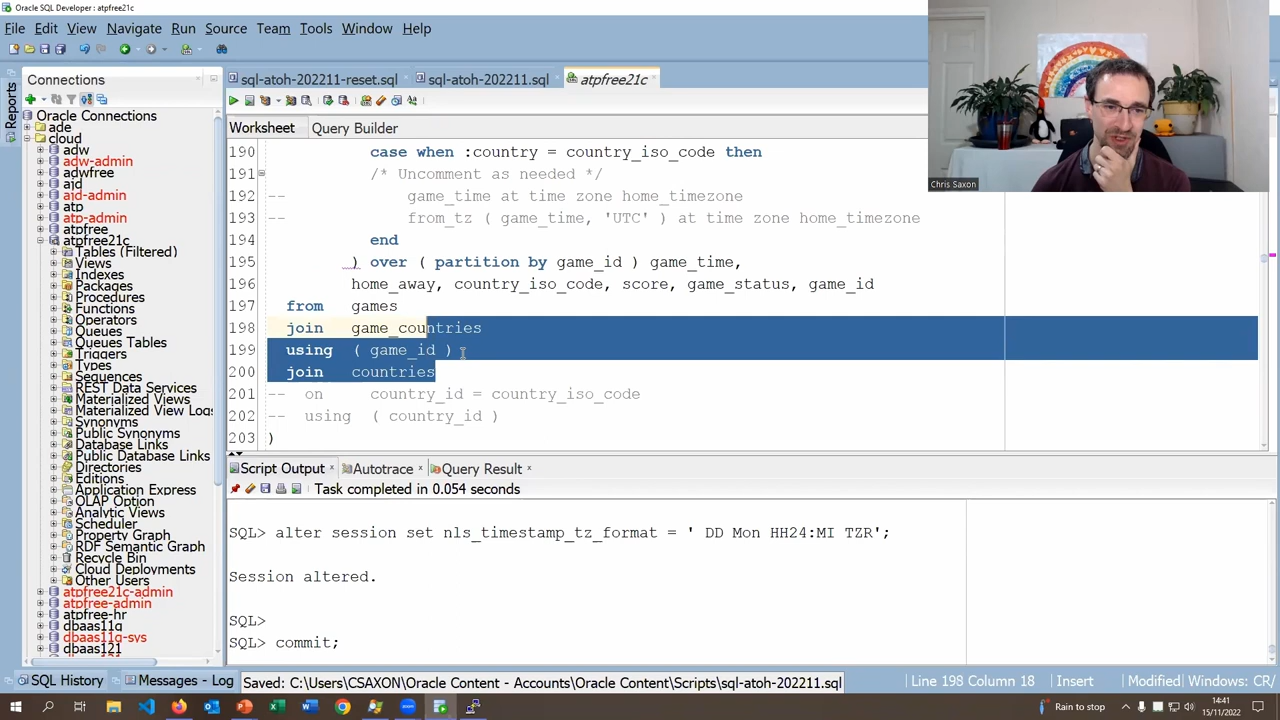 Oracle SQL Developer : atpfree21c
File Edit View Navigate Run Source Team Tools Window Help
Reports
Connections
Oracle Connections
ade
cloud
adw
adw-admin
adwfree
ajd
ajd-admin
atp
atp-admin
atpfree
atpfree21c
Tables (Filtered)
Views
Indexes
Packages
Procedures
Functions
Operators
Queues
Queues Tables
Triggers
Types
Sequences
REST Data Services
Materialized Views
Materialized View Logs
Synonyms
Public Synonyms
Database Links
Public Database Links
Directories
Editions
Application Express
OLAP Option
Analytic Views
Scheduler
Property Graph
RDF Semantic Graph
Recycle Bin
Cloud Deployments
Other Users
atpfree21c-admin
atpfree-admin
atpfree-hr
dbaas11g
dbaas11g-sys
dbaas121
sql-atoh-202211-reset.sql sql-atoh-202211.sql atpfree21c
Worksheet Query Builder
190 case when :country = country_iso_code then
191 /* Uncomment as needed */
192 -- game_time at time zone home_timezone
193 -- from_tz ( game_time, 'UTC' ) at time zone home_timezone
194 end
195 ) over ( partition by game_id ) game_time,
196 home_away, country_iso_code, score, game_status, game_id
197 from games
198 join game_countries
199 using ( game_id )
200 join countries
201 -- on country_id = country_iso_code
202 -- using ( country_id )
203 )
Script Output Autotrace Query Result
Task completed in 0.054 seconds
SQL> alter session set nls_timestamp_tz_format = ' DD Mon HH24:MI TZR';
Session altered.
SQL>
SQL> commit;
Chris Saxon
SQL History Messages - Log Saved: C:\Users\CSAXON\Oracle Content - Accounts\Oracle Content\Scripts\sql-atoh-202211.sql Line 198 Column 18 Insert Modified Windows: CR/
Rain to stop
14:41
15/11/2022